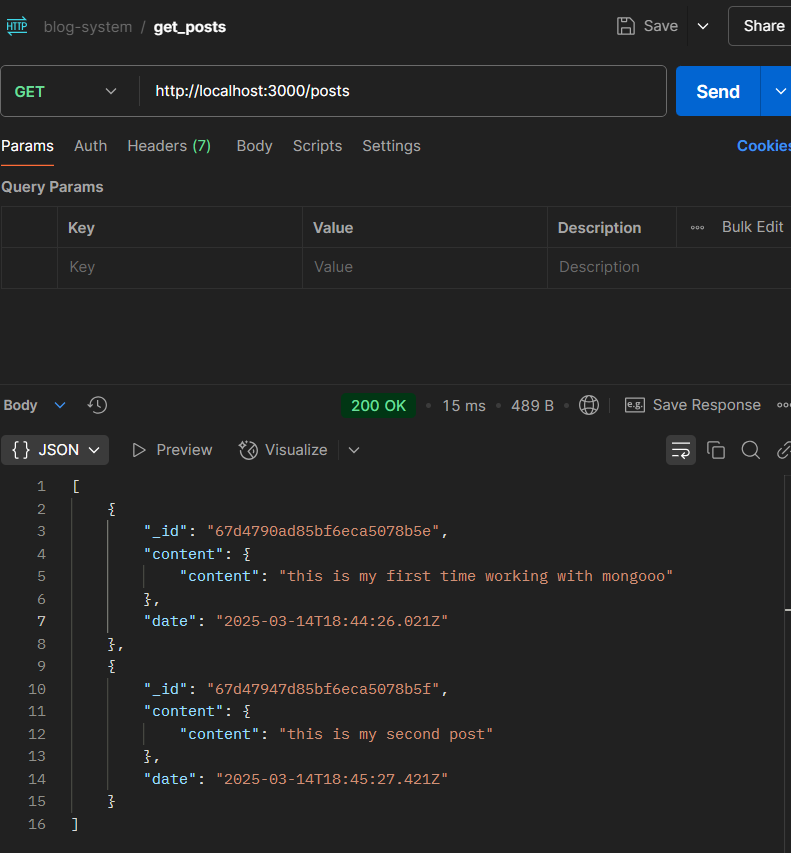 HTTP blog-system / get_posts Save Share
GET http://localhost:3000/posts Send
Params Auth Headers (7) Body Scripts Settings Cookies
Query Params
Key Value Description Bulk Edit
Key Value Description
Body 200 OK • 15 ms • 489 B • e.g. Save Response
{} JSON Preview Visualize
1 [
2 {
3 "_id": "67d4790ad85bf6eca5078b5e",
4 "content": {
5 "content": "this is my first time working with mongooo"
6 },
7 "date": "2025-03-14T18:44:26.021Z"
8 },
9 {
10 "_id": "67d47947d85bf6eca5078b5f",
11 "content": {
12 "content": "this is my second post"
13 },
14 "date": "2025-03-14T18:45:27.421Z"
15 }
16 ]